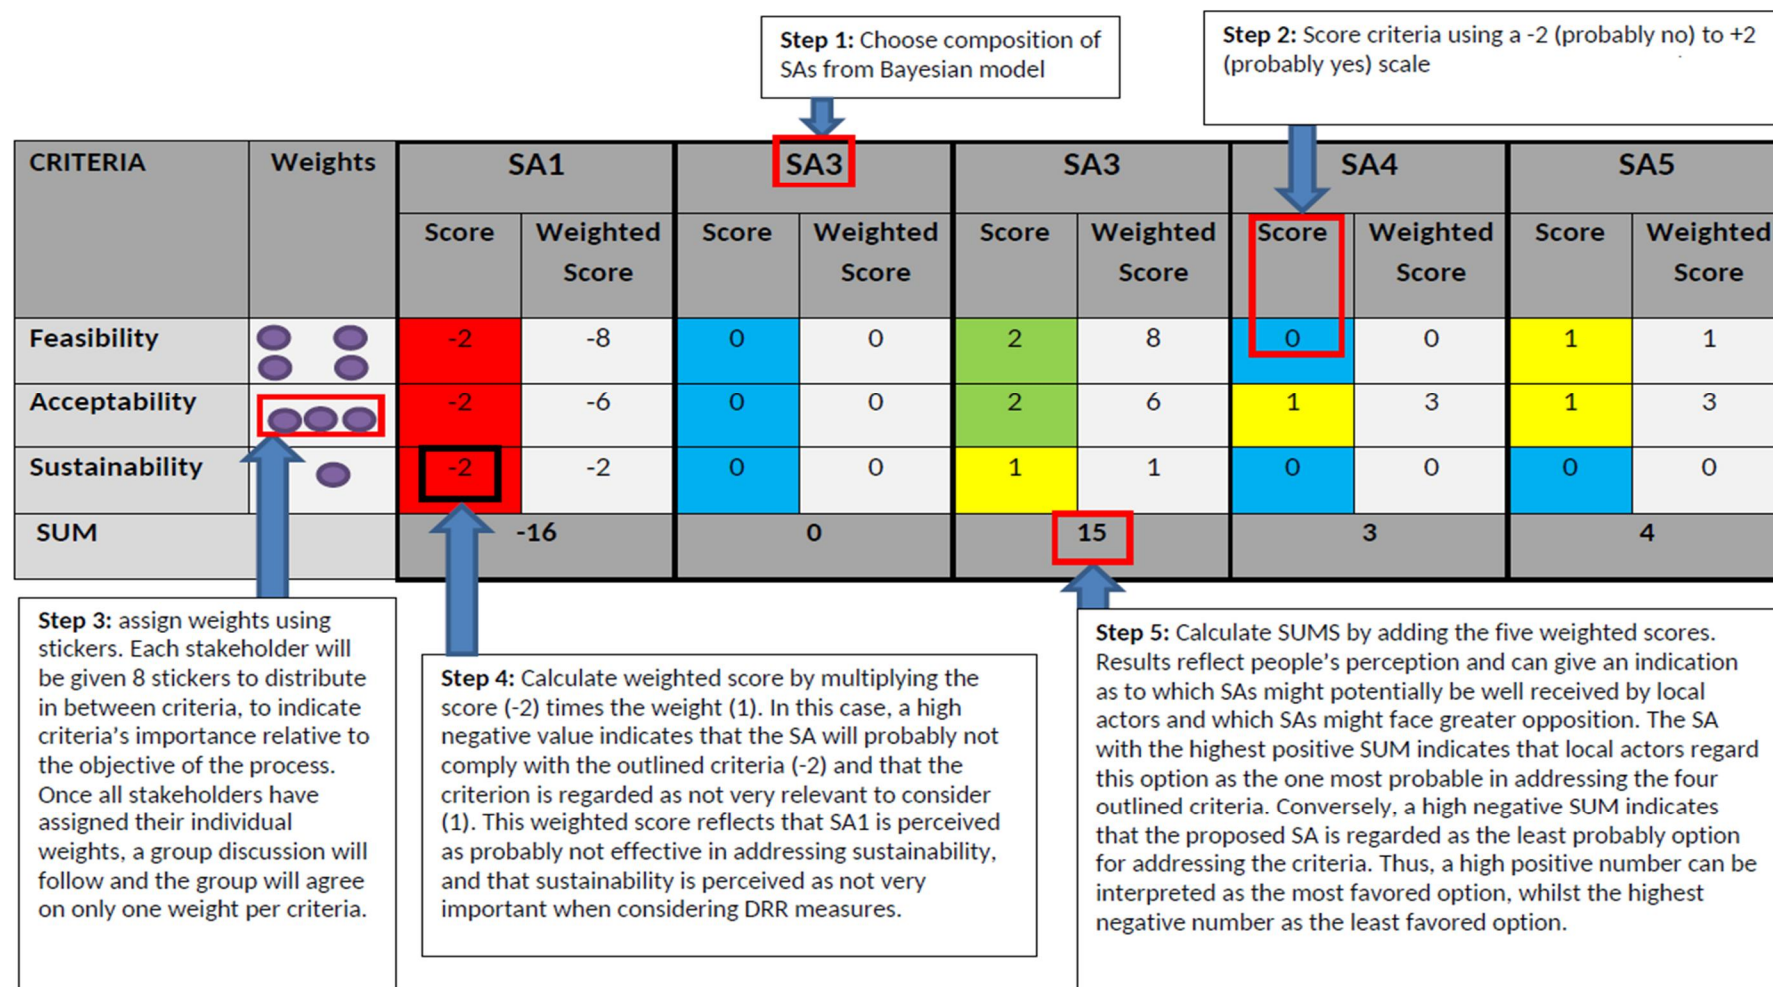 Step 1: Choose composition of
SAs from Bayesian model
Step 2: Score criteria using a -2 (probably no) to +2
(probably yes) scale
CRITERIA Weights SA1 SA3 SA3 SA4 SA5
Score Weighted Score Score Weighted Score Score Weighted Score Score Weighted Score Score Weighted Score
Feasibility -2 -8 0 0 2 8 0 0 1 1
Acceptability -2 -6 0 0 2 6 1 3 1 3
Sustainability -2 -2 0 0 1 1 0 0 0 0
SUM -16 0 15 3 4
Step 3: assign weights using
stickers. Each stakeholder will
be given 8 stickers to distribute
in between criteria, to indicate
criteria's importance relative to
the objective of the process.
Once all stakeholders have
assigned their individual
weights, a group discussion will
follow and the group will agree
on only one weight per criteria.
Step 4: Calculate weighted score by multiplying the
score (-2) times the weight (1). In this case, a high
negative value indicates that the SA will probably not
comply with the outlined criteria (-2) and that the
criterion is regarded as not very relevant to consider
(1). This weighted score reflects that SA1 is perceived
as probably not effective in addressing sustainability,
and that sustainability is perceived as not very
important when considering DRR measures.
Step 5: Calculate SUMS by adding the five weighted scores.
Results reflect people's perception and can give an indication
as to which SAs might potentially be well received by local
actors and which SAs might face greater opposition. The SA
with the highest positive SUM indicates that local actors regard
this option as the one most probable in addressing the four
outlined criteria. Conversely, a high negative SUM indicates
that the proposed SA is regarded as the least probably option
for addressing the criteria. Thus, a high positive number can be
interpreted as the most favored option, whilst the highest
negative number as the least favored option.